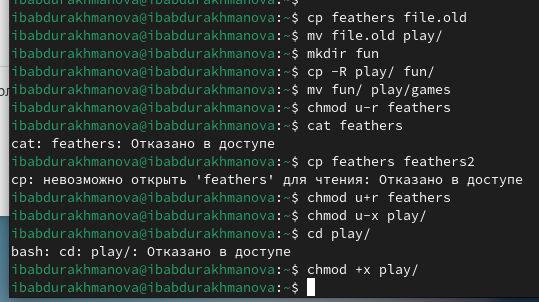 ibabdurakhmanova@ibabdurakhmanova:~$ cp feathers file.old
ibabdurakhmanova@ibabdurakhmanova:~$ mv file.old play/
ibabdurakhmanova@ibabdurakhmanova:~$ mkdir fun
ibabdurakhmanova@ibabdurakhmanova:~$ cp -R play/ fun/
ibabdurakhmanova@ibabdurakhmanova:~$ mv fun/ play/games
ibabdurakhmanova@ibabdurakhmanova:~$ chmod u-r feathers
ibabdurakhmanova@ibabdurakhmanova:~$ cat feathers
cat: feathers: Отказано в доступе
ibabdurakhmanova@ibabdurakhmanova:~$ cp feathers feathers2
cp: невозможно открыть 'feathers' для чтения: Отказано в доступе
ibabdurakhmanova@ibabdurakhmanova:~$ chmod u+r feathers
ibabdurakhmanova@ibabdurakhmanova:~$ chmod u-x play/
ibabdurakhmanova@ibabdurakhmanova:~$ cd play/
bash: cd: play/: Отказано в доступе
ibabdurakhmanova@ibabdurakhmanova:~$ chmod +x play/
ibabdurakhmanova@ibabdurakhmanova:~$